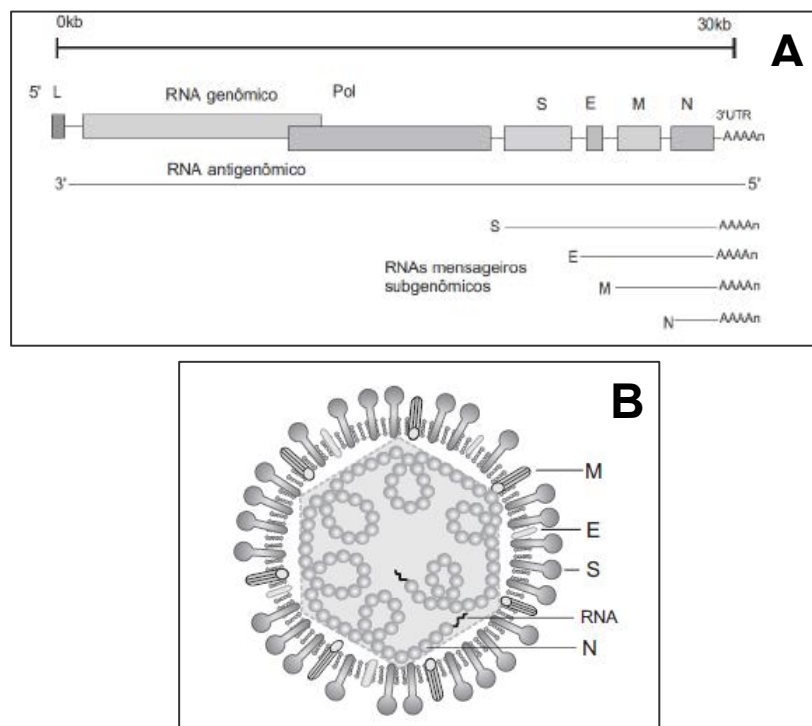 0kb 30kb
A
5' L RNA genômico Pol S E M N 3'UTR
AAAAn
RNA antigenômico
3' 5'
S AAAAn
E AAAAn
RNAs mensageiros
subgenômicos
M AAAAn
N AAAAn
B
M
E
S
RNA
N